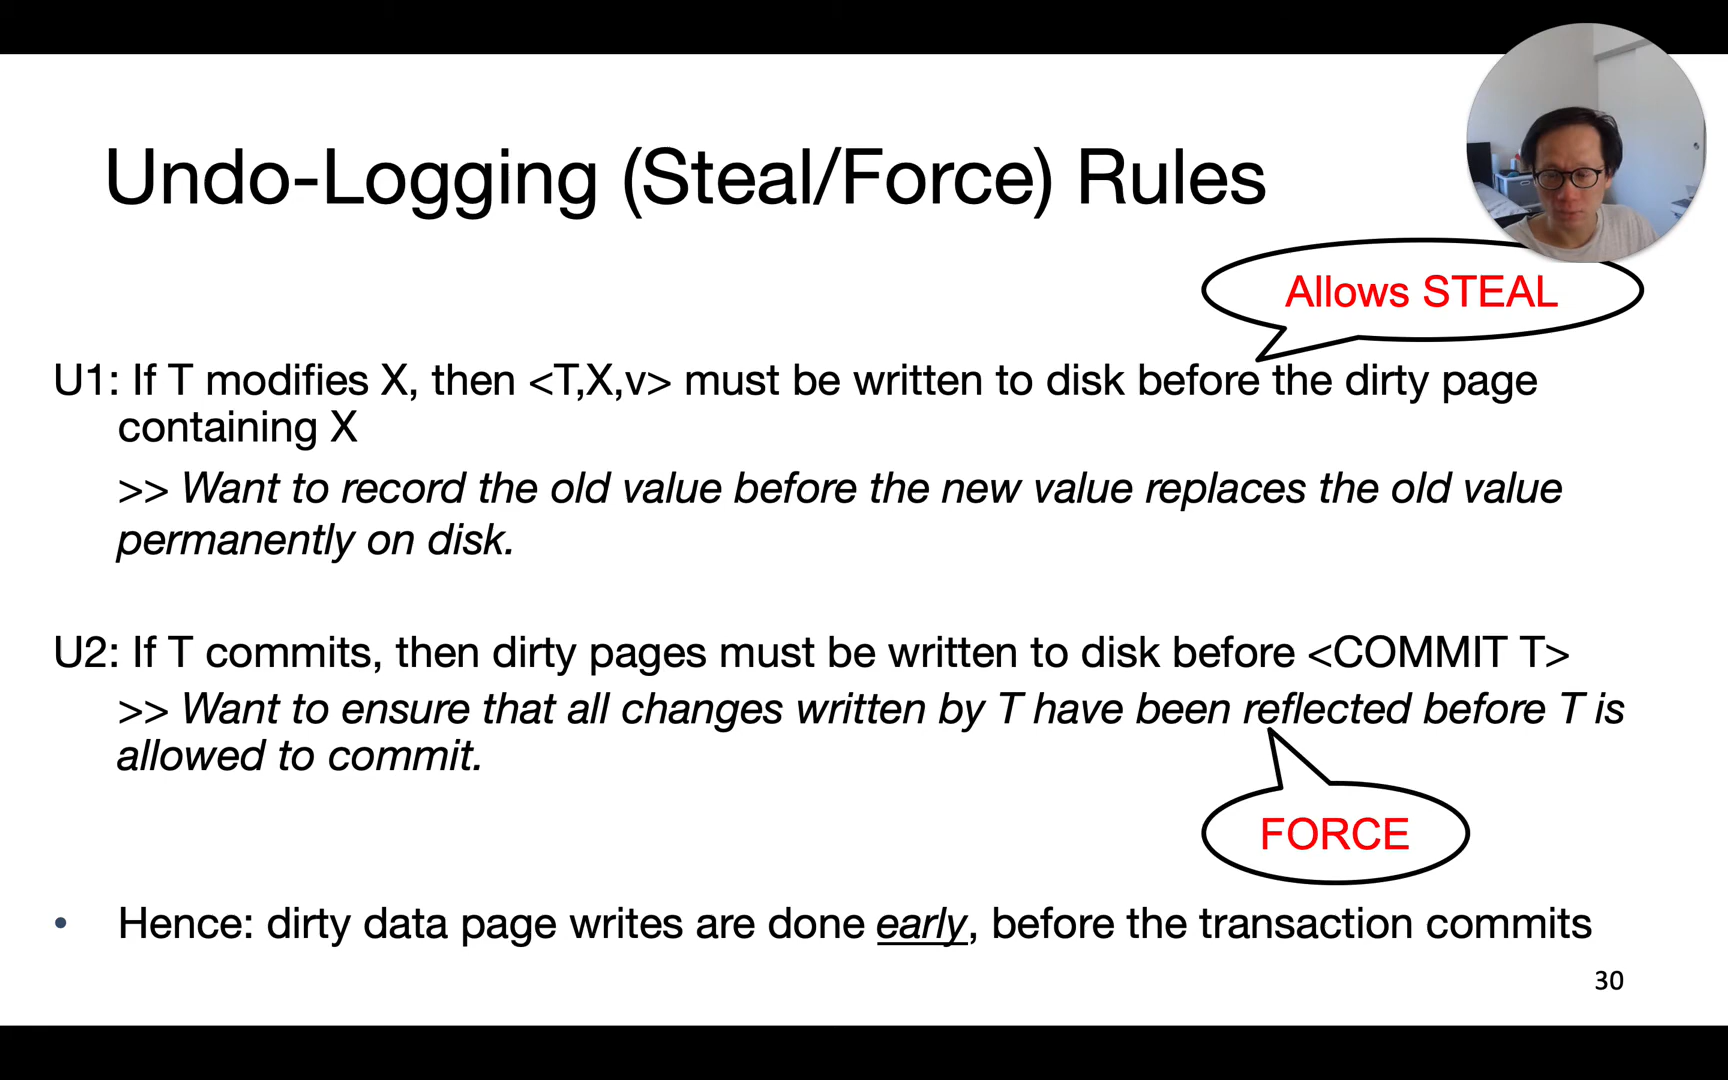 Undo-Logging (Steal/Force) Rules
Allows STEAL
U1: If T modifies X, then <T,X,v> must be written to disk before the dirty page
containing X
>> Want to record the old value before the new value replaces the old value
permanently on disk.
U2: If T commits, then dirty pages must be written to disk before <COMMIT T>
>> Want to ensure that all changes written by T have been reflected before T is
allowed to commit.
FORCE
• Hence: dirty data page writes are done early, before the transaction commits
30